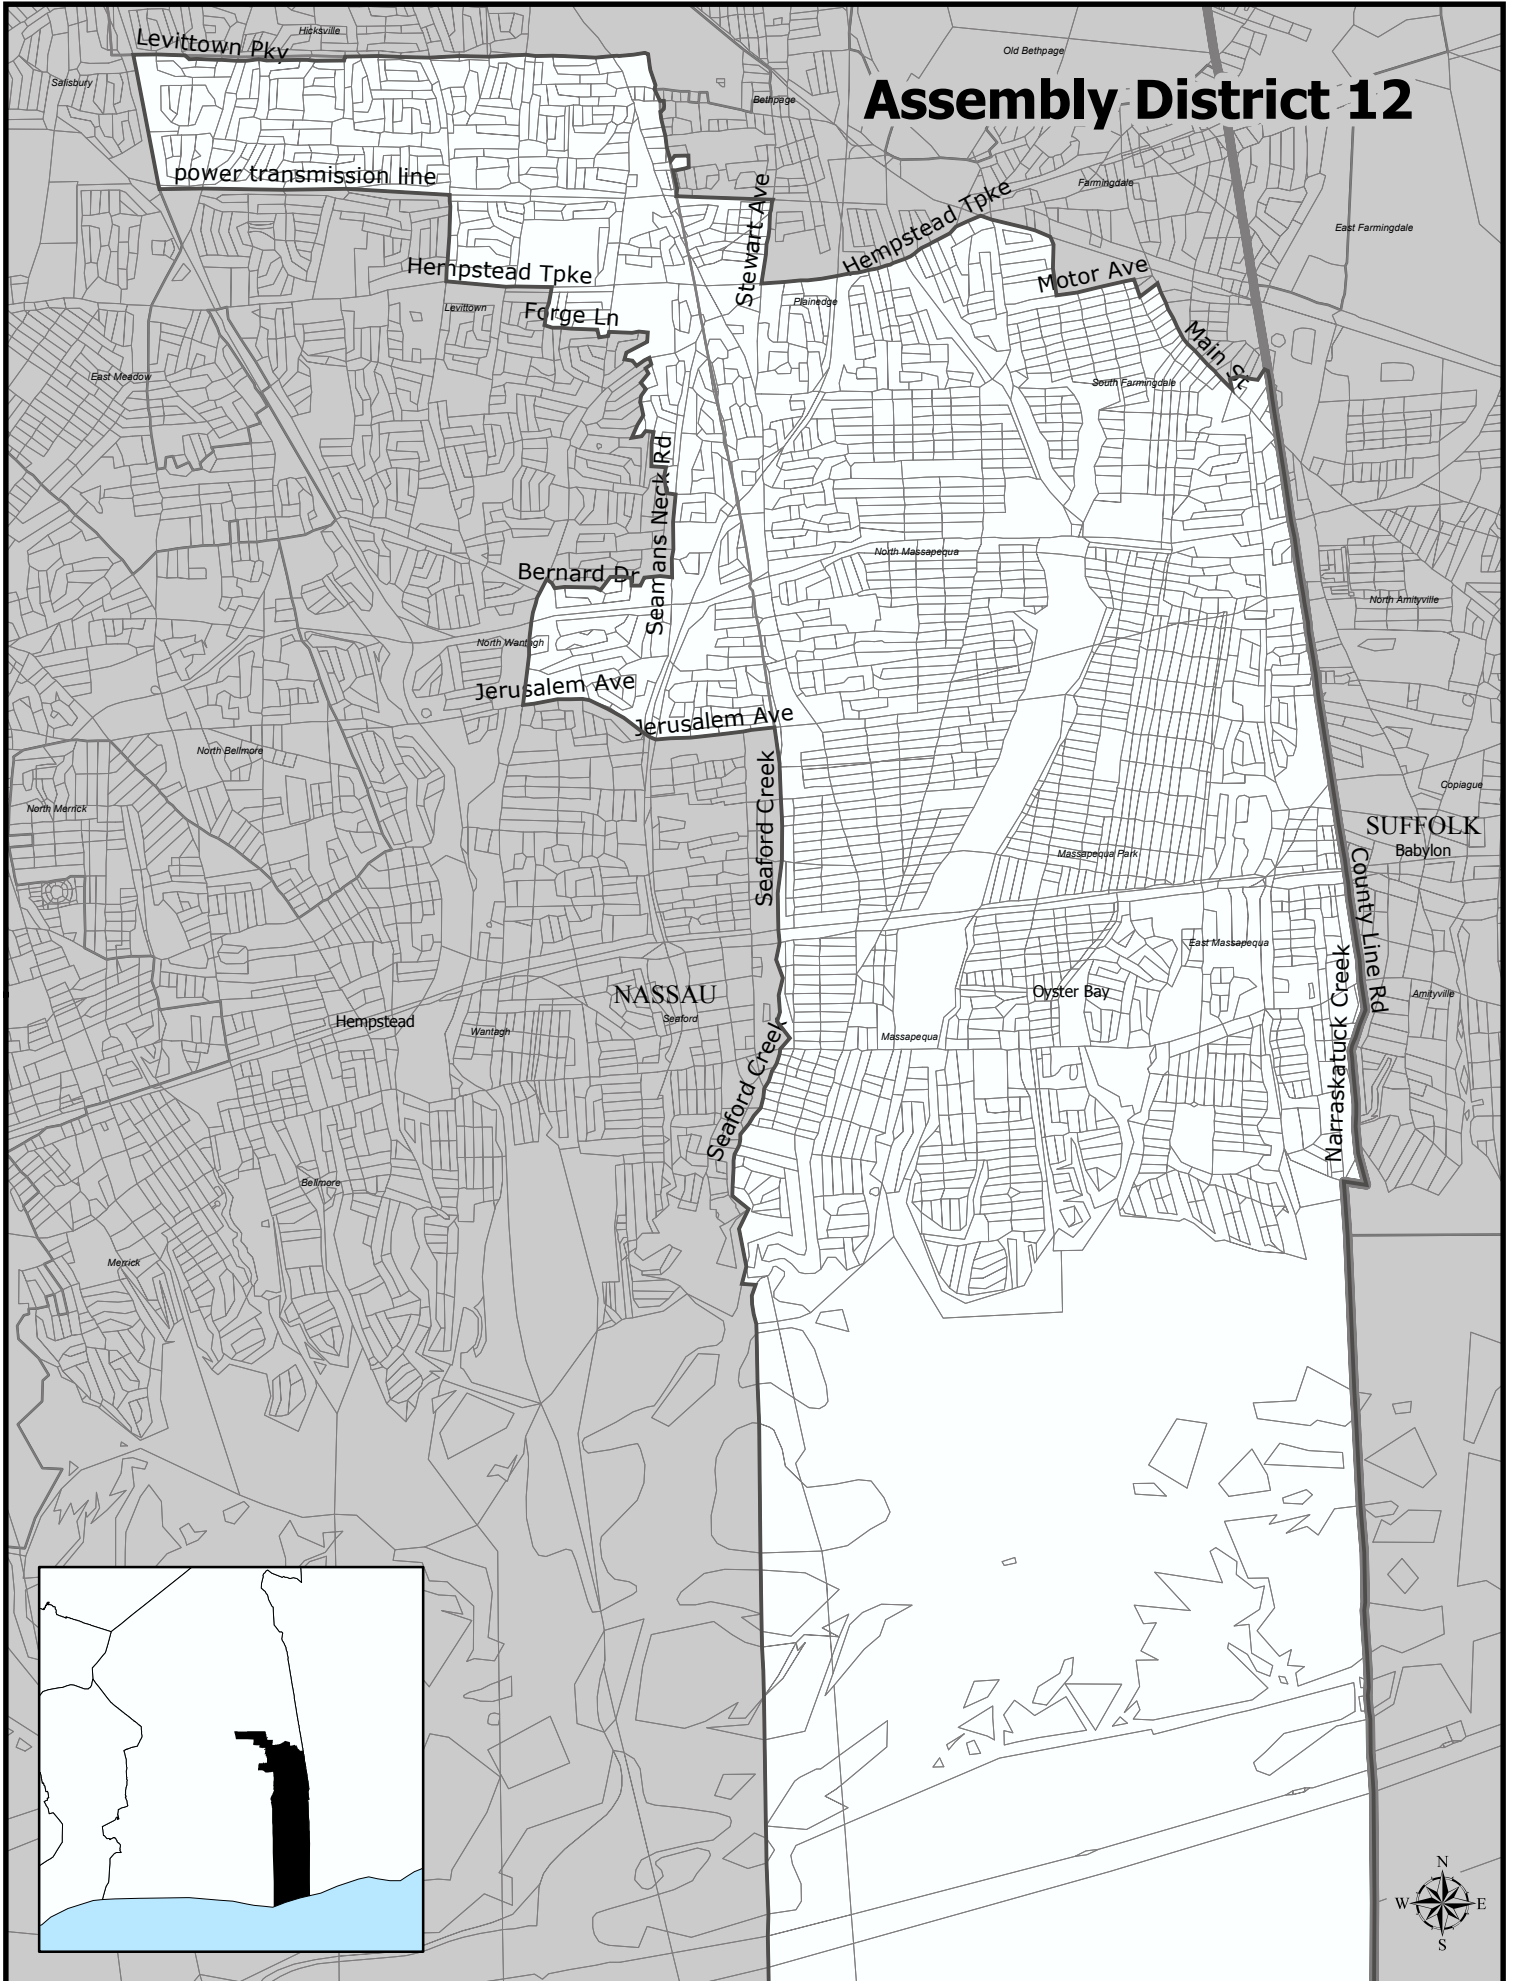 Hicksville
Levittown Pky
Old Bethpage
Salisbury
Bethpage
Assembly District 12
power transmission line
Farmingdale
Stewart Ave
Hempstead Tpke
East Farmingdale
Hempstead Tpke
Motor Ave
Plainedge
Levittown
Forge Ln
Main St
East Meadow
South Farmingdale
Seamans Neck Rd
North Massapequa
Bernard Dr
North Amityville
North Wantagh
Jerusalem Ave
Jerusalem Ave
North Bellmore
Seaford Creek
Copiague
North Merrick
SUFFOLK
Babylon
Massapequa Park
County Line Rd
East Massapequa
Narraskatuck Creek
NASSAU
Oyster Bay
Amityville
Hempstead
Seaford
Wantagh
Massapequa
Seaford Creek
Bellmore
Merrick
N
W
E
S